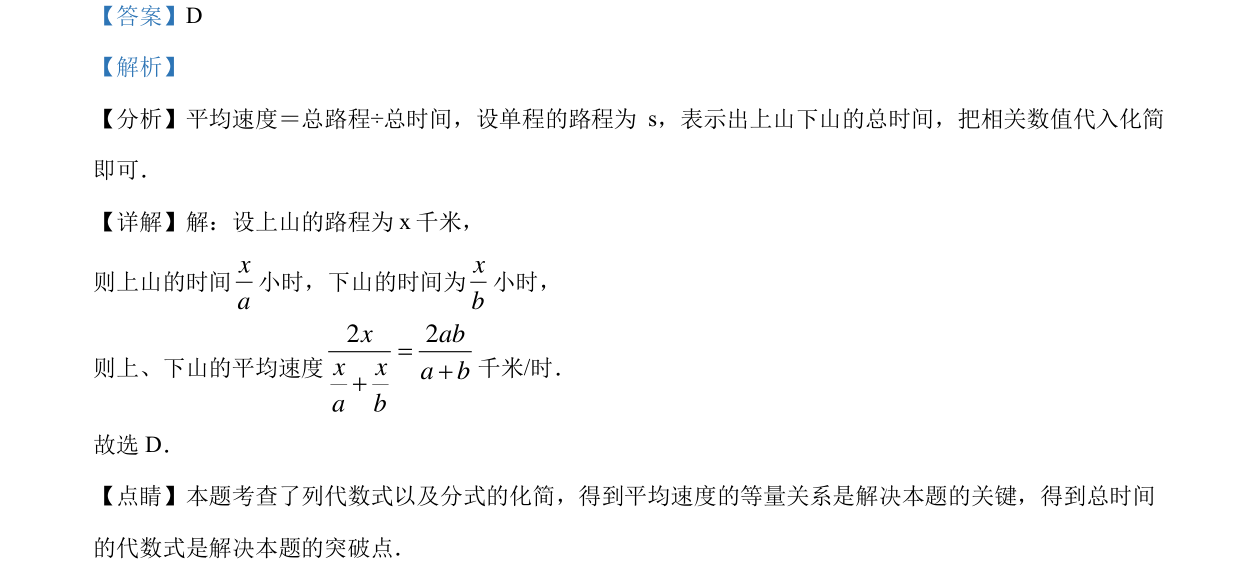 【答案】D
【解析】
【分析】平均速度＝总路程÷总时间，设单程的路程为 s，表示出上山下山的总时间，把相关数值代入化简
即可．
【详解】解：设上山的路程为 x 千米，
则上山的时间 $\frac{x}{a}$ 小时，下山的时间为 $\frac{x}{b}$ 小时，
则上、下山的平均速度 $\frac{2x}{\frac{x}{a}+\frac{x}{b}}=\frac{2ab}{a+b}$ 千米/时．
故选 D．
【点睛】本题考查了列代数式以及分式的化简，得到平均速度的等量关系是解决本题的关键，得到总时间
的代数式是解决本题的突破点．